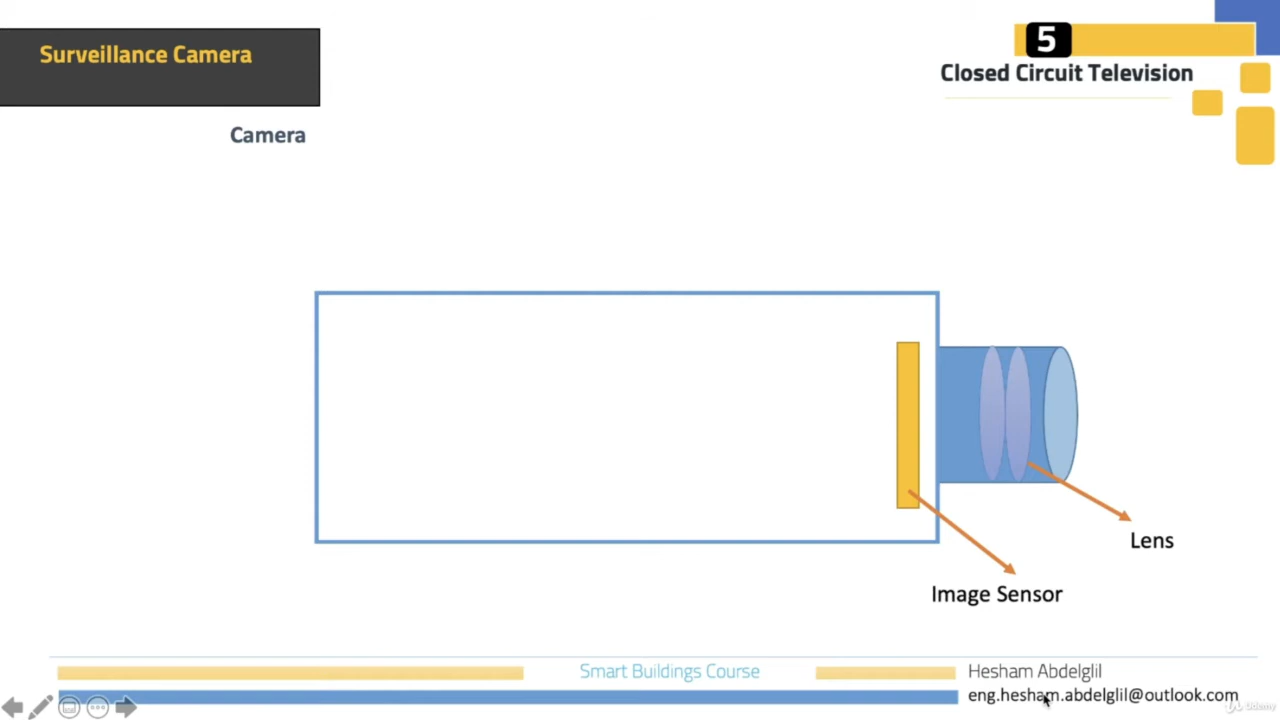 Surveillance Camera
5
Closed Circuit Television
Camera
Lens
Image Sensor
Smart Buildings Course
Hesham Abdelglil
eng.hesham.abdelglil@outlook.com
Udemy